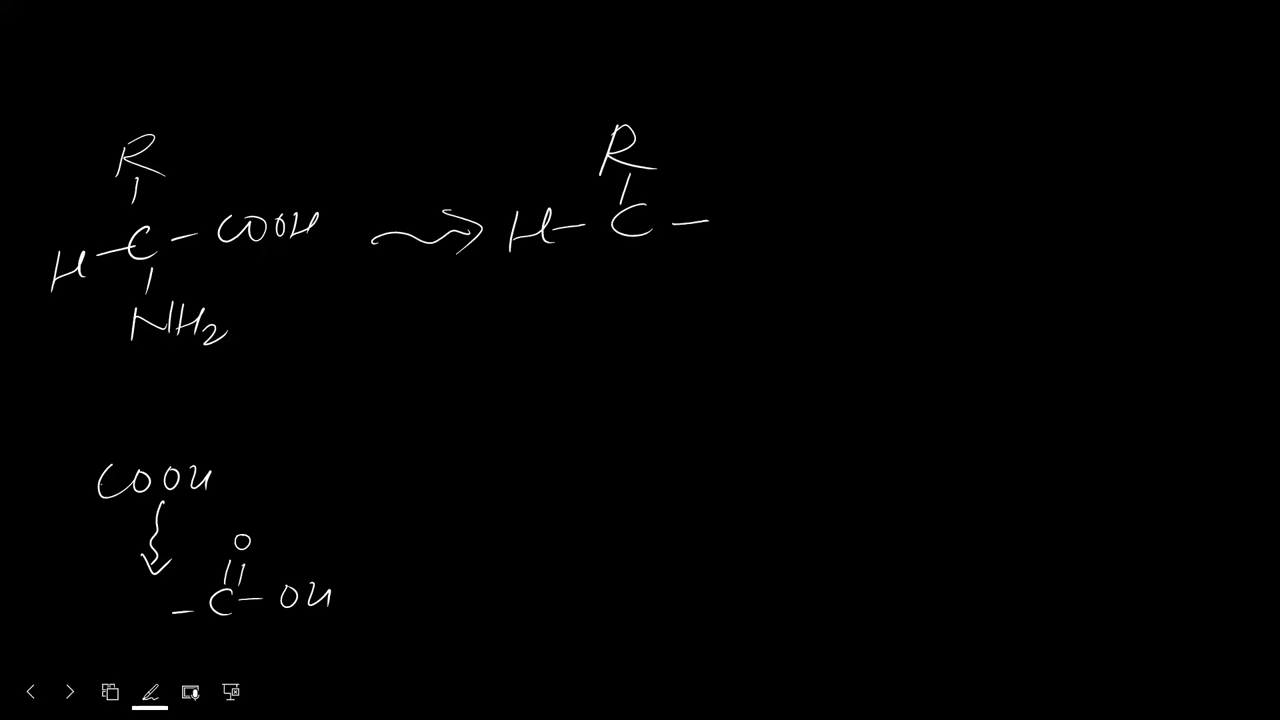 R R
H - C - COOH H - C -
NH2
COOH
O
- C - OH